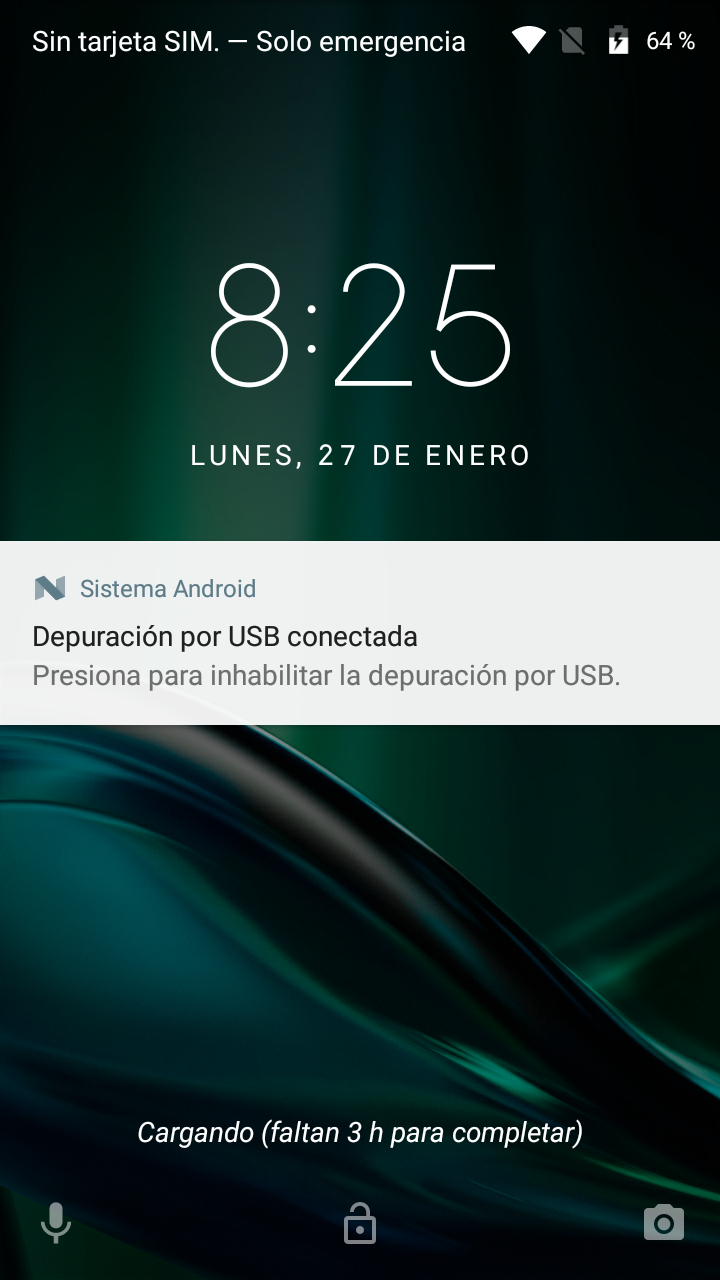 Sin tarjeta SIM. — Solo emergencia 64 %
8:25
LUNES, 27 DE ENERO
Sistema Android
Depuración por USB conectada
Presiona para inhabilitar la depuración por USB.
Cargando (faltan 3 h para completar)